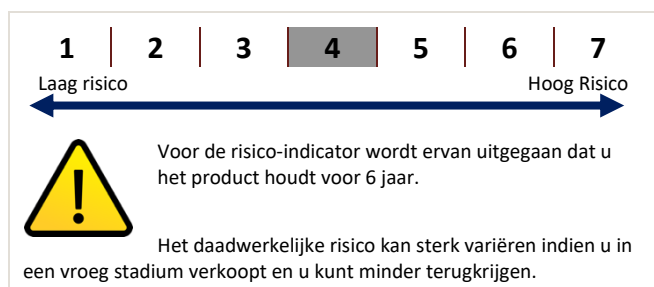 1 2 3 4 5 6 7
Laag risico Hoog Risico
Voor de risico-indicator wordt ervan uitgegaan dat u
het product houdt voor 6 jaar.
Het daadwerkelijke risico kan sterk variëren indien u in
een vroeg stadium verkoopt en u kunt minder terugkrijgen.